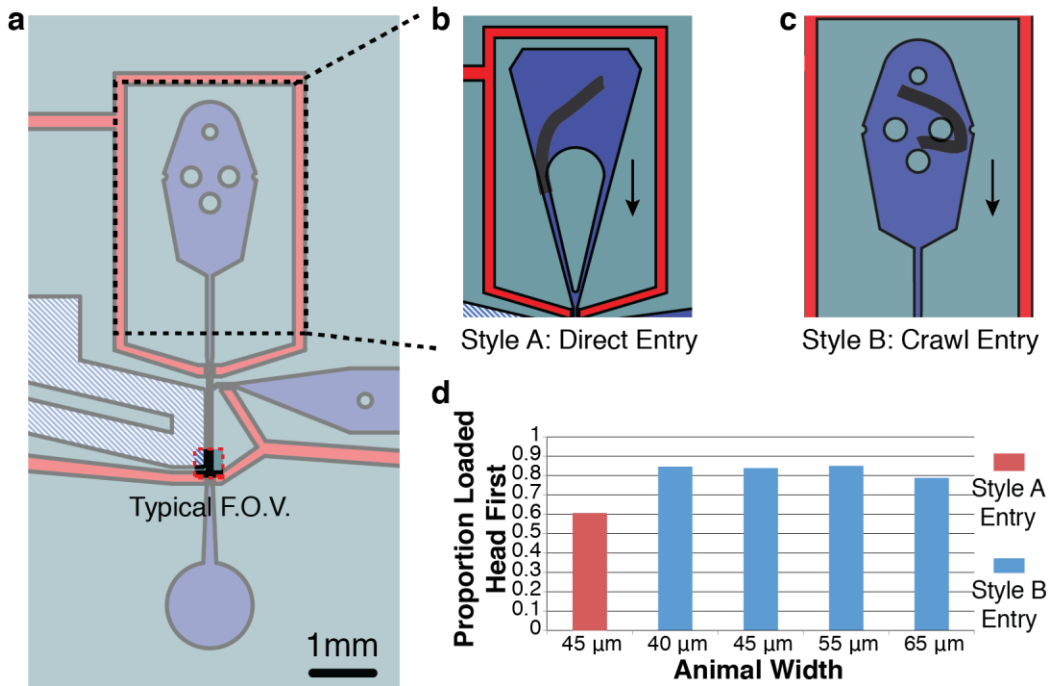 a
Typical F.O.V.
1mm
b
Style A: Direct Entry
c
Style B: Crawl Entry
d
Proportion Loaded
Head First
1
0.9
0.8
0.7
0.6
0.5
0.4
0.3
0.2
0.1
0
45 µm
40 µm
45 µm
55 µm
65 µm
Animal Width
Style A
Entry
Style B
Entry